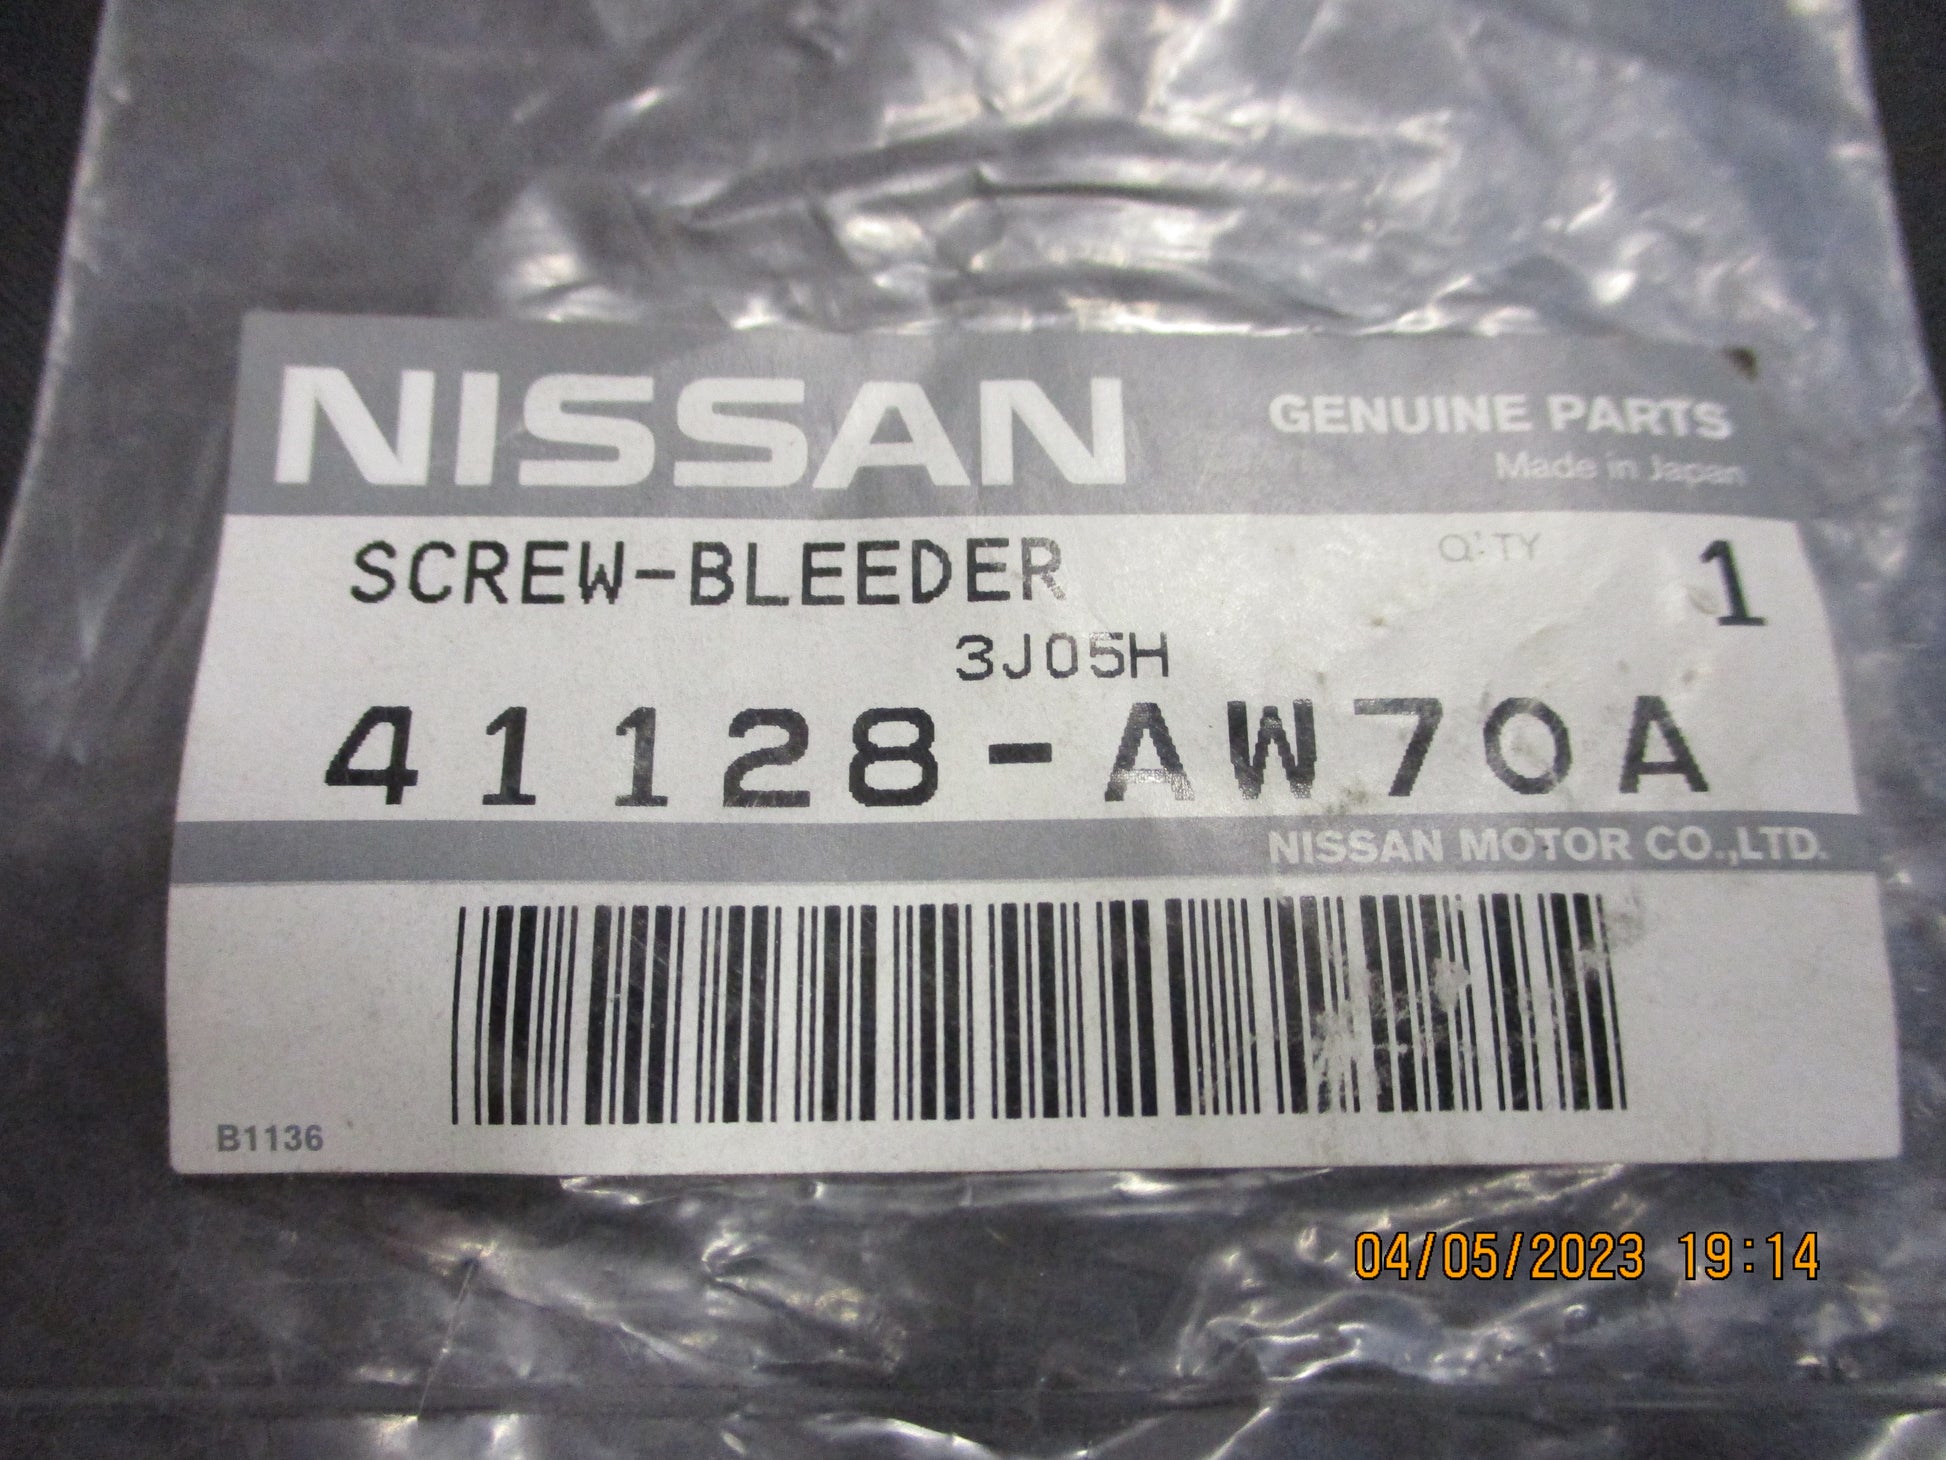 NISSAN
GENUINE PARTS
Made in Japan
SCREW-BLEEDER
Q'TY 1
3J05H
41128-AW70A
NISSAN MOTOR CO.,LTD.
B1136
04/05/2023 19:14